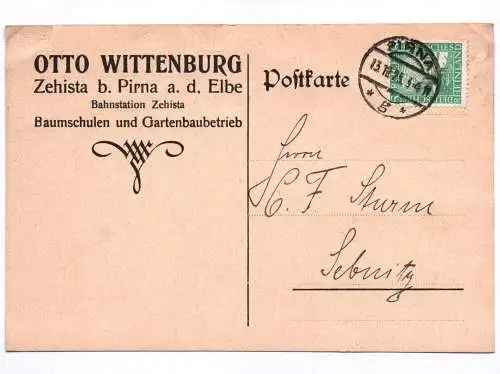 OTTO WITTENBURG
Zehista b. Pirna a. d. Elbe
Bahnstation Zehista
Baumschulen und Gartenbaubetrieb
Postkarte
PIRNA
Herrn
C. F. Sturm
Sebnitz